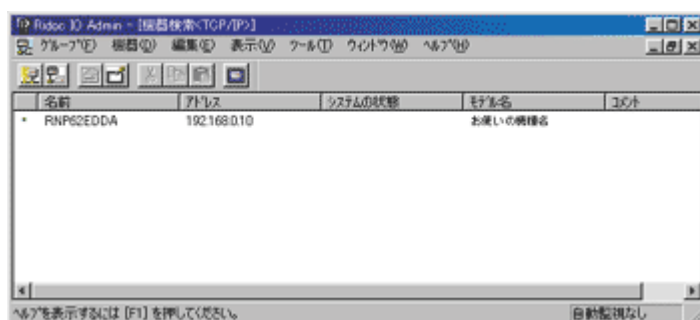 Ridoc IO Admin - [機器検索<TCP/IP>]
グループ(E) 機器(Q) 編集(E) 表示(V) ツール(T) ウィンドウ(W) ヘルプ(H)
名前 アドレス システムの状態 モデル名 コメント
RNP62EDDA 192.168.0.10 お使いの機種名
ヘルプを表示するには [F1] を押してください。 自動監視なし